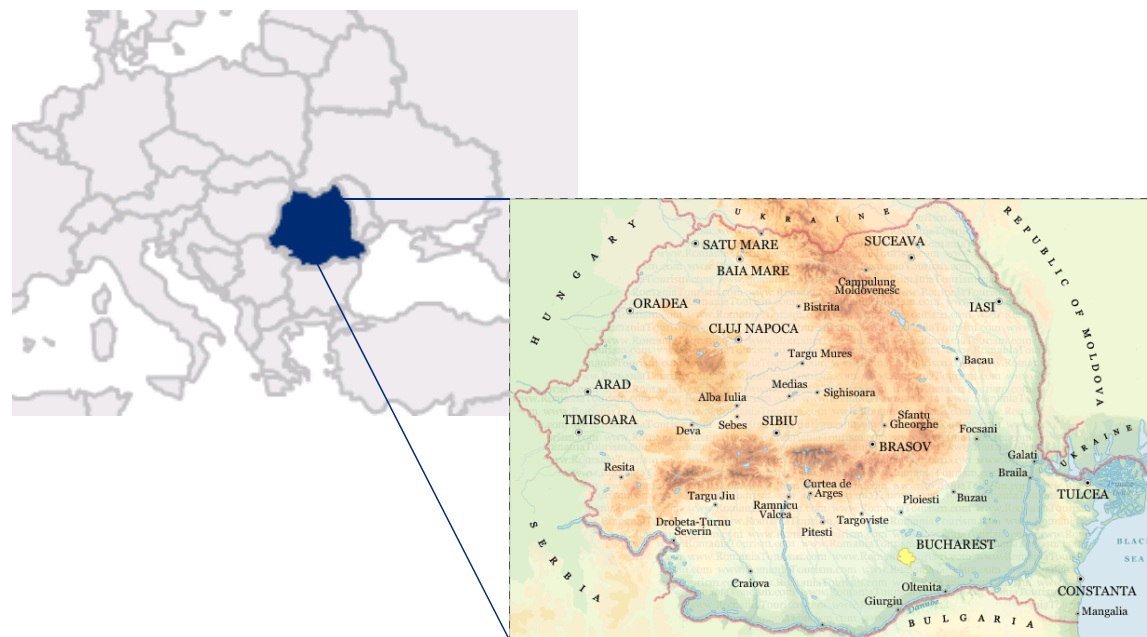 UKRAINE
HUNGARY
REPUBLIC OF MOLDOVA
SATU MARE
SUCEAVA
BAIA MARE
Campulung
Moldovenesc
ORADEA
Bistrita
IASI
CLUJ NAPOCA
Targu Mures
Bacau
ARAD
Medias
Sighisoara
Alba Iulia
TIMISOARA
Sebes
SIBIU
Sfantu
Gheorghe
Deva
Focsani
BRASOV
Galati
UKRAINE
Resita
Braila
Curtea de
Arges
TULCEA
Targu Jiu
Ramnicu
Valcea
Ploiesti
Buzau
Drobeta-Turnu
Severin
Pitesti
Targoviste
SERBIA
BUCHAREST
BLACK
SEA
Craiova
Oltenita
CONSTANTA
Giurgiu
Danube
Mangalia
BULGARIA